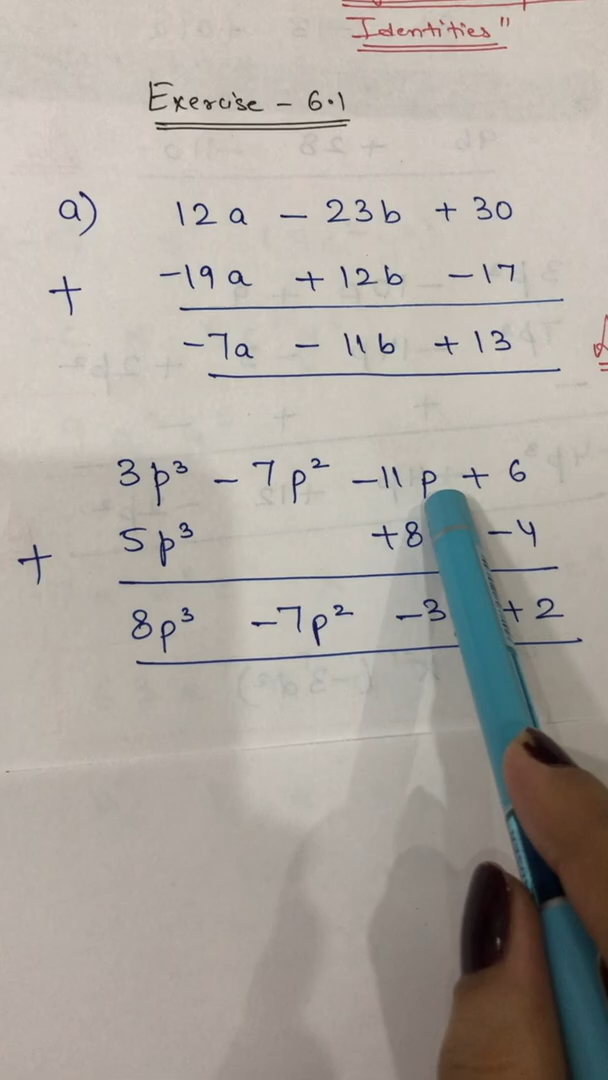 Identities"
Exercise - 6.1
a) 12a - 23b + 30
+ -19a + 12b - 17
-7a - 11b + 13
3p³ - 7p² - 11p + 6
+ 5p³ +8 -4
8p³ -7p² -3 +2